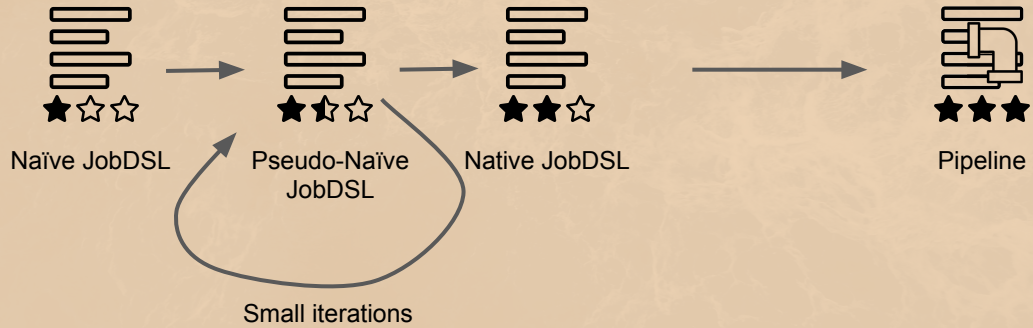 Naïve JobDSL
Pseudo-Naïve
JobDSL
Native JobDSL
Pipeline
Small iterations